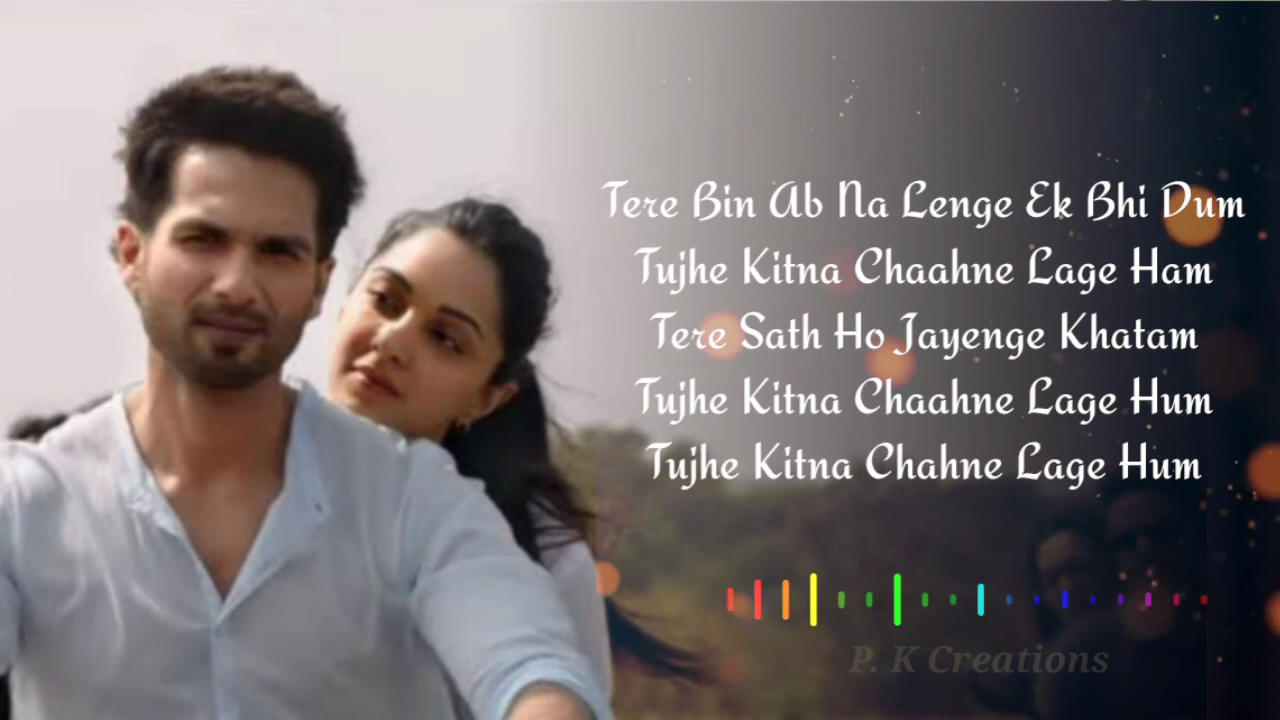 Tere Bin Ab Na Lenge Ek Bhi Dum
Tujhe Kitna Chaahne Lage Ham
Tere Sath Ho Jayenge Khatam
Tujhe Kitna Chaahne Lage Hum
Tujhe Kitna Chahne Lage Hum
P. K Creations